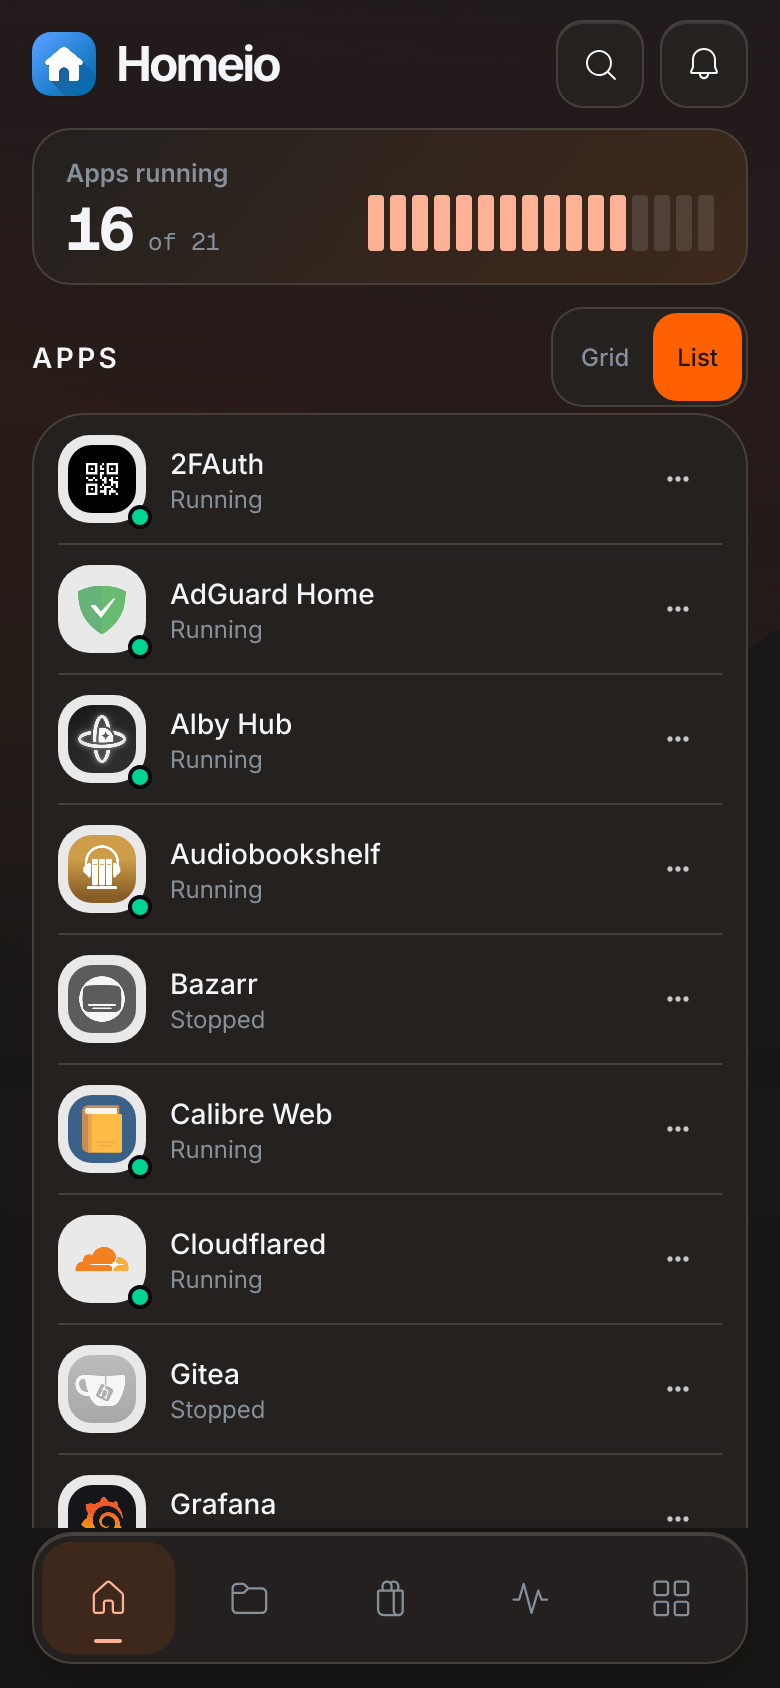 Homeio
Apps running
16 of 21
APPS
Grid
List
2FAuth
Running
AdGuard Home
Running
Alby Hub
Running
Audiobookshelf
Running
Bazarr
Stopped
Calibre Web
Running
Cloudflared
Running
Gitea
Stopped
Grafana